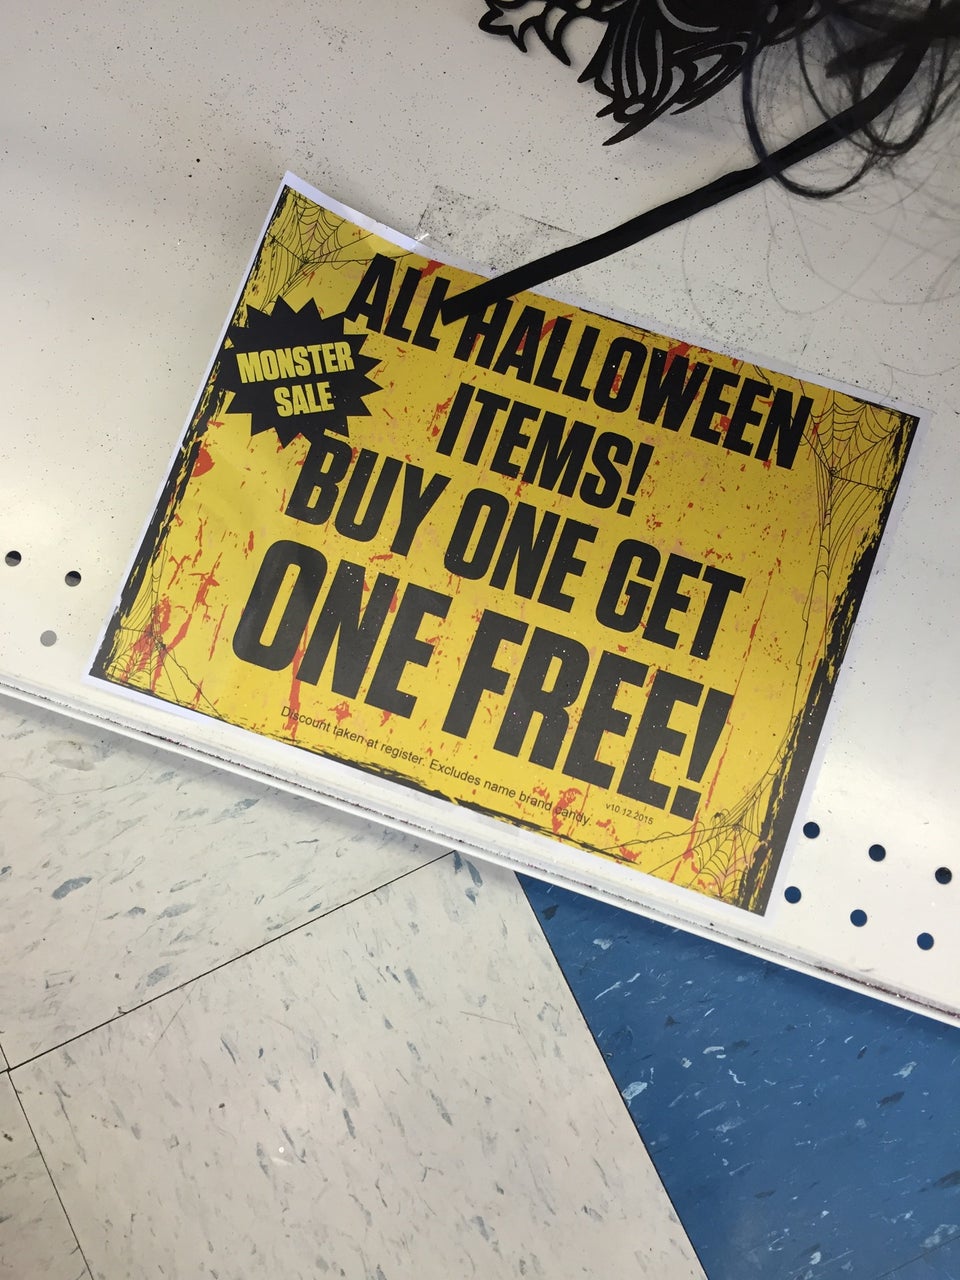 MONSTER
SALE
ALL HALLOWEEN
ITEMS!
BUY ONE GET
ONE FREE!
Discount taken at register. Excludes name brand candy.
v10.12.2015